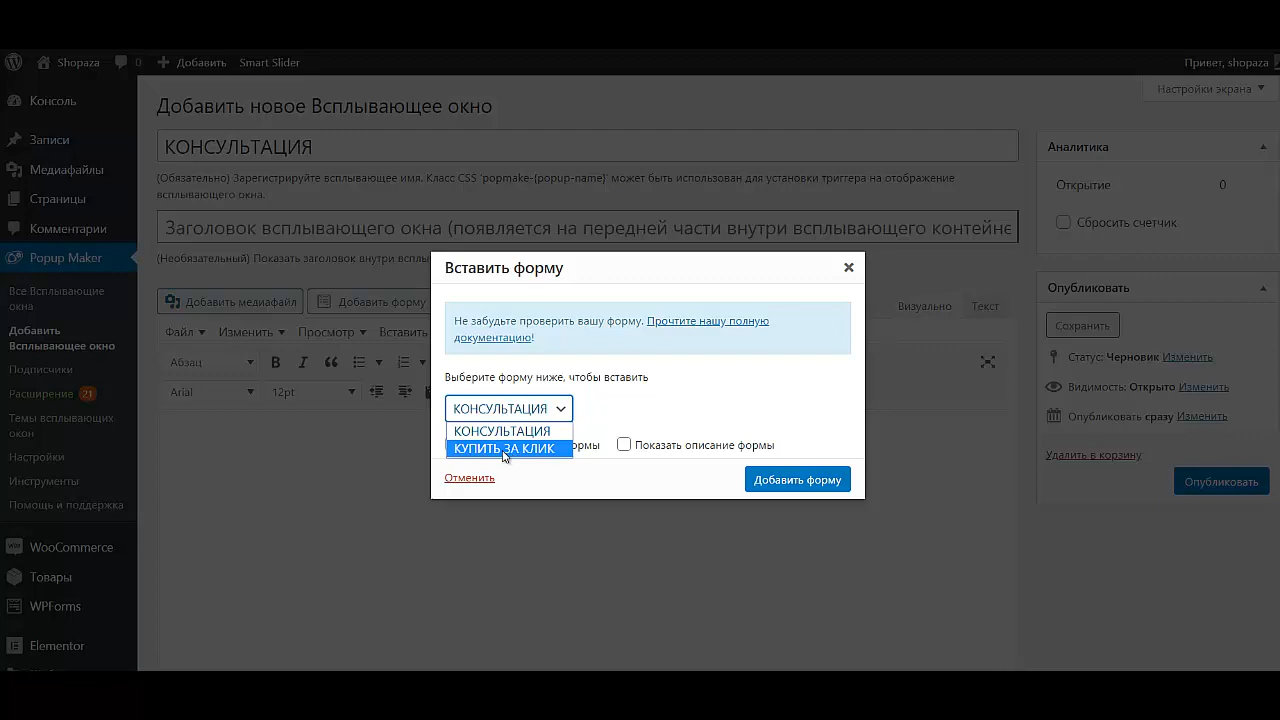 Shopaza
0
Добавить
Smart Slider
Привет, shopaza
Настройки экрана
Консоль
Записи
Медиафайлы
Страницы
Комментарии
Popup Maker
Все Всплывающие
окна
Добавить
Всплывающее окно
Подписчики
Расширение 21
Темы всплывающих
окон
Настройки
Инструменты
Помощь и поддержка
WooCommerce
Товары
WPForms
Elementor
Добавить новое Всплывающее окно
КОНСУЛЬТАЦИЯ
(Обязательно) Зарегистрируйте всплывающее имя. Класс CSS 'popmake-{popup-name}' может быть использован для установки триггера на отображение
всплывающего окна.
Заголовок всплывающего окна (появляется на передней части внутри всплывающего контейне
(Необязательный) Показать заголовок внутри вспл
Добавить медиафайл
Добавить форму
Визуально
Текст
Файл
Изменить
Просмотр
Вставить
Абзац
B
I
Arial
12pt
Вставить форму
Не забудьте проверить вашу форму. Прочтите нашу полную
документацию!
Выберите форму ниже, чтобы вставить
КОНСУЛЬТАЦИЯ
КОНСУЛЬТАЦИЯ
КУПИТЬ ЗА КЛИК
ормы
Показать описание формы
Отменить
Добавить форму
Аналитика
Открытие 0
Сбросить счетчик
Опубликовать
Сохранить
Статус: Черновик Изменить
Видимость: Открыто Изменить
Опубликовать сразу Изменить
Удалить в корзину
Опубликовать